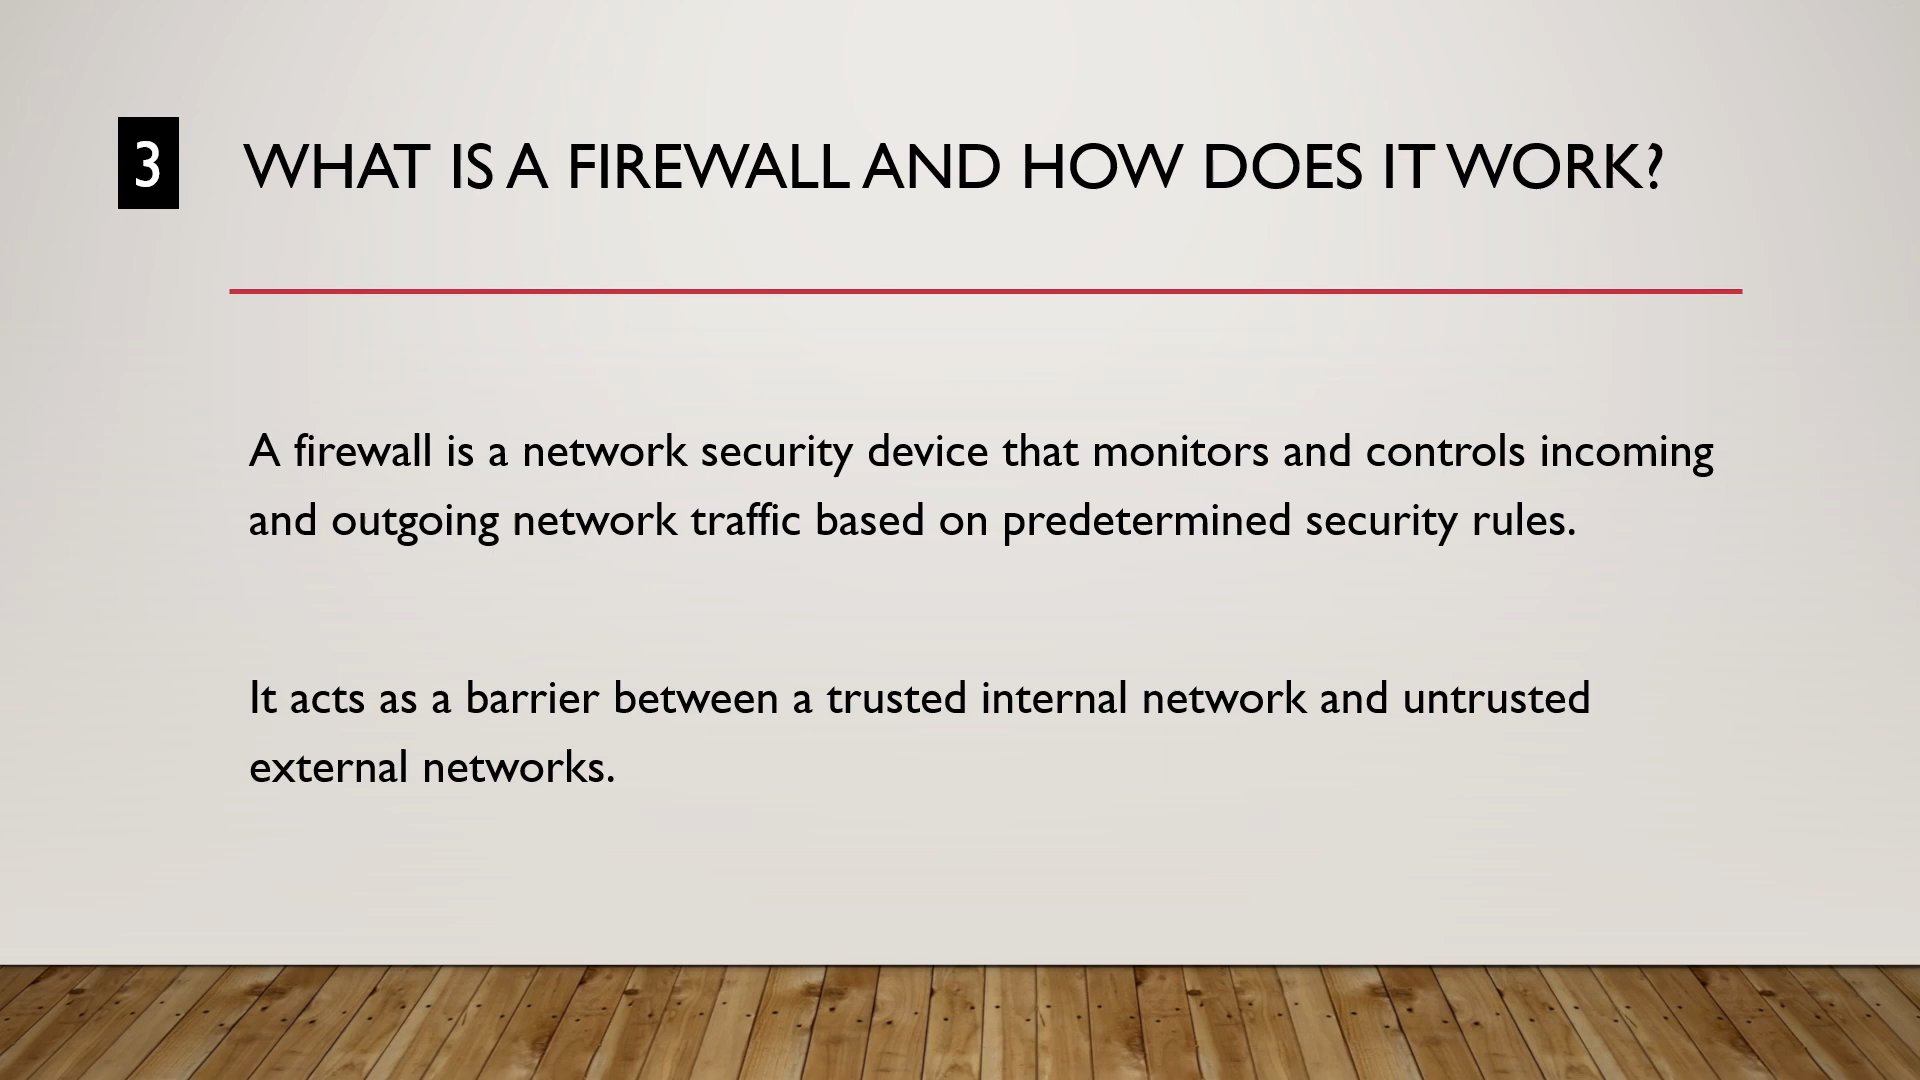 3
WHAT IS A FIREWALL AND HOW DOES IT WORK?
A firewall is a network security device that monitors and controls incoming
and outgoing network traffic based on predetermined security rules.
It acts as a barrier between a trusted internal network and untrusted
external networks.